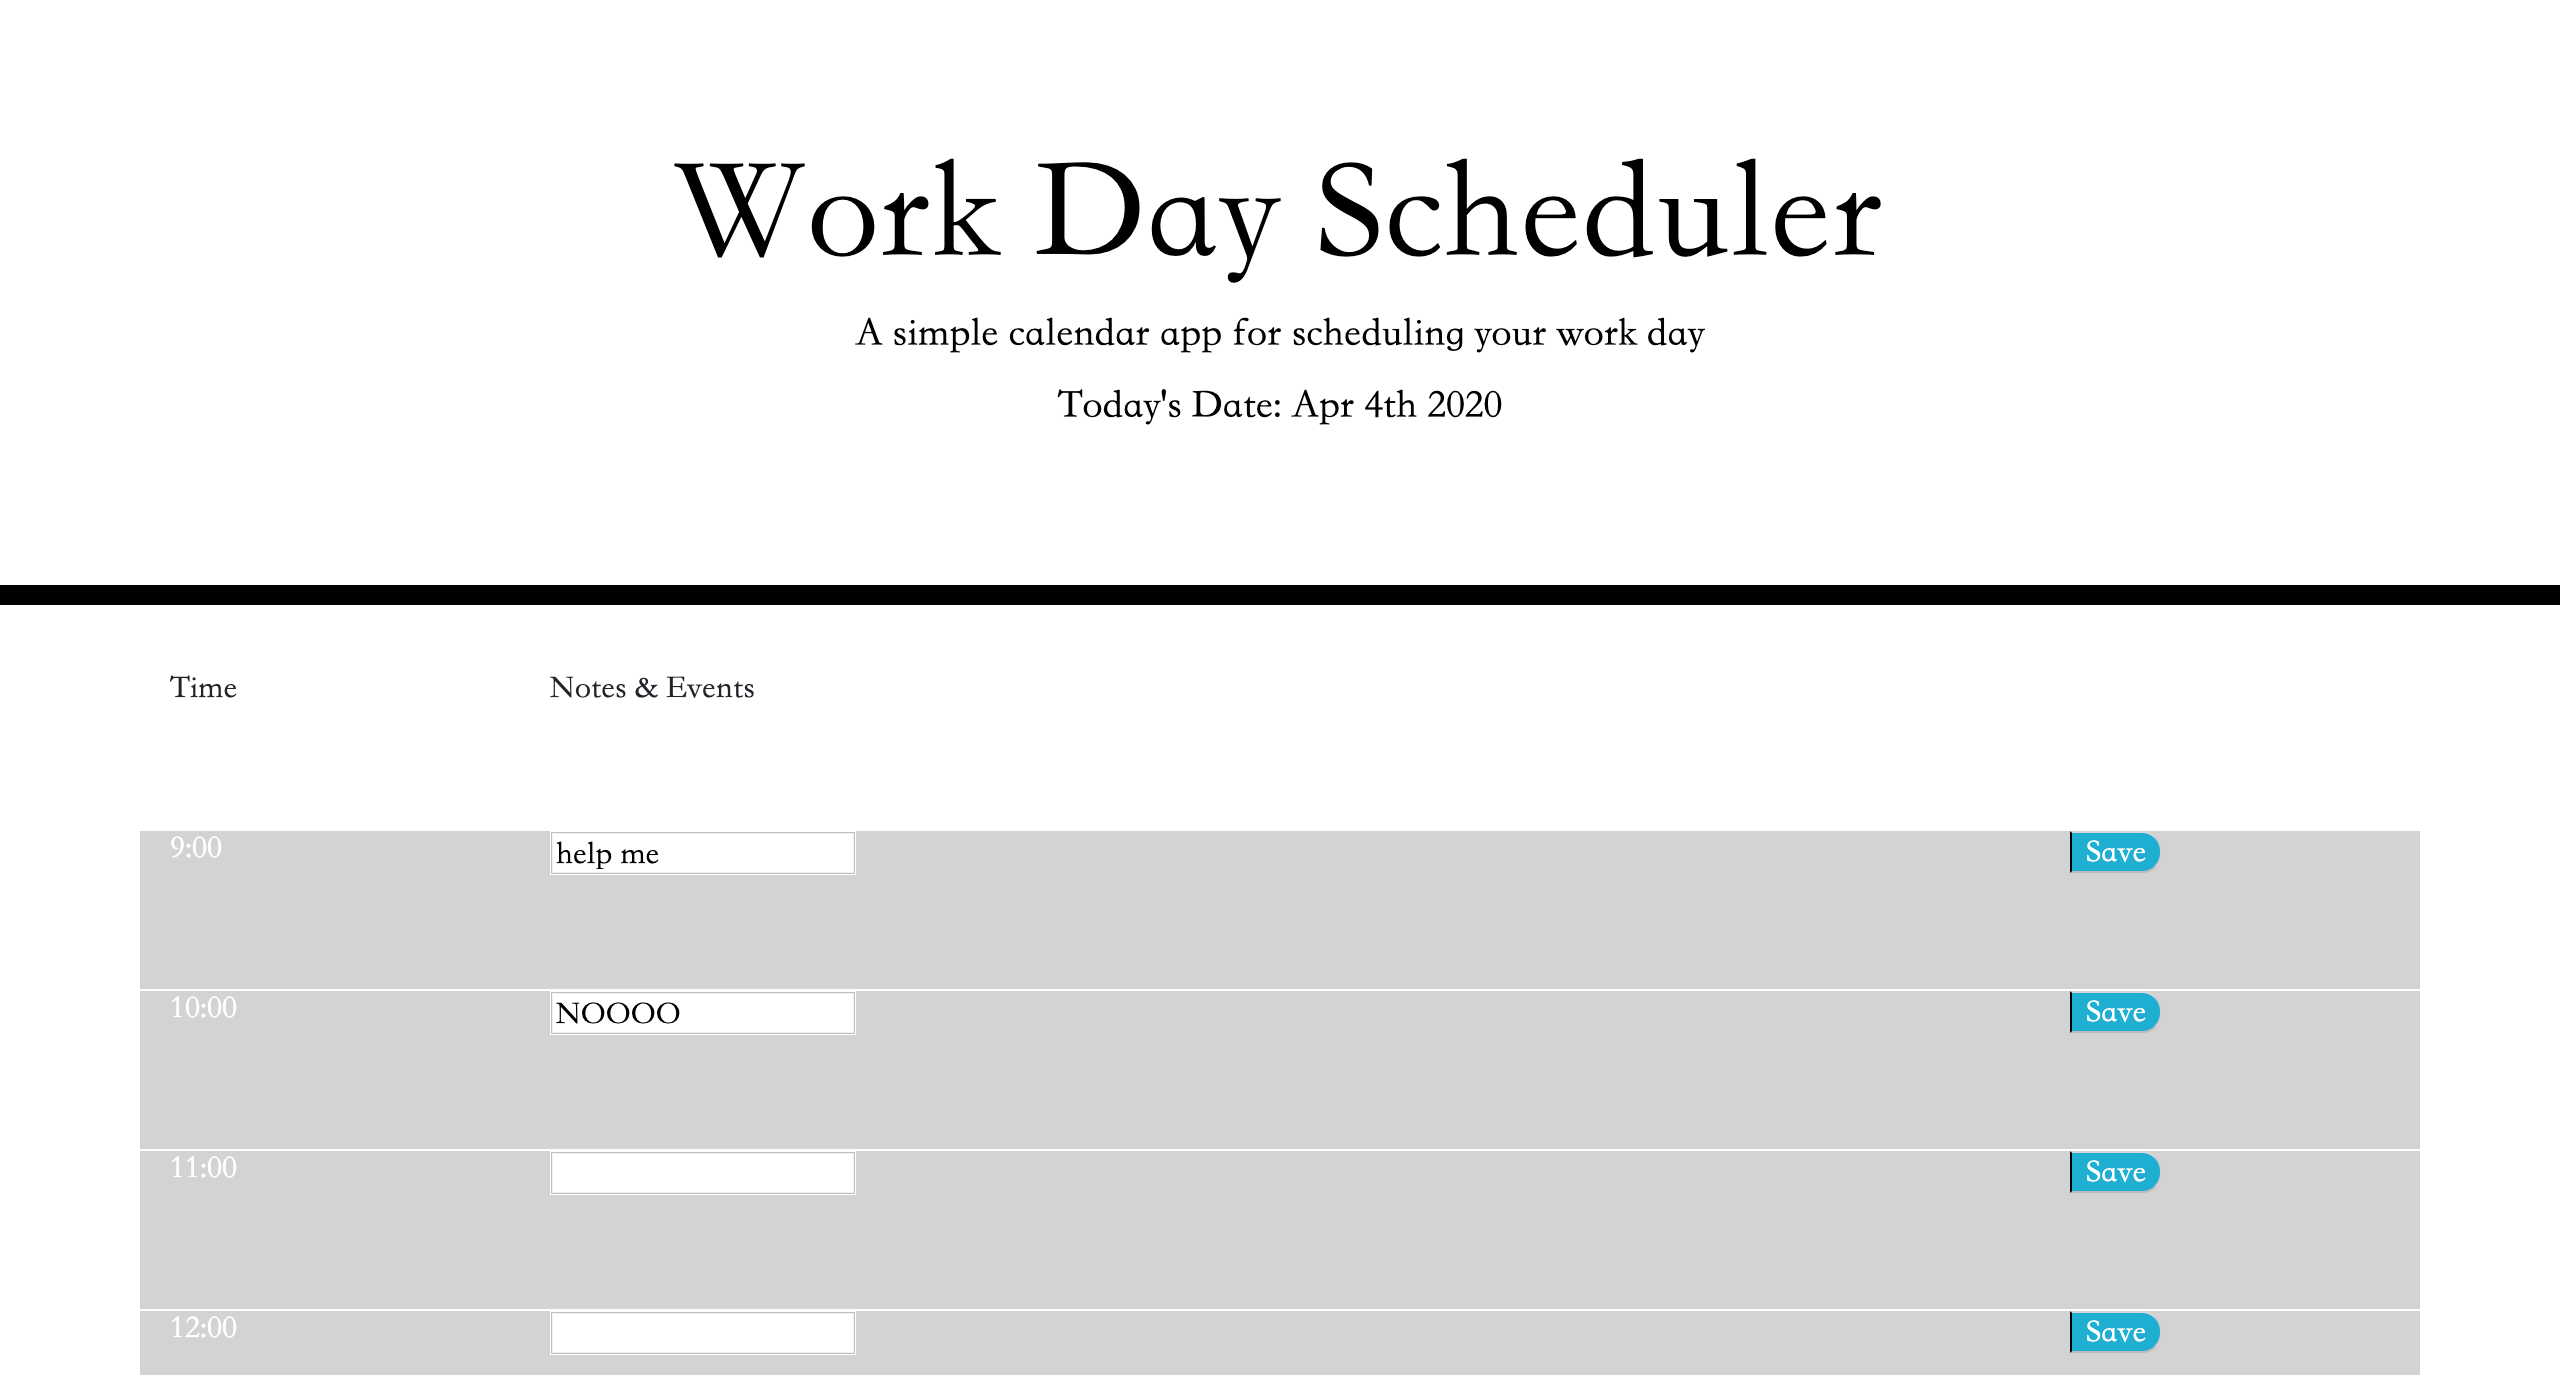 Work Day Scheduler
A simple calendar app for scheduling your work day
Today's Date: Apr 4th 2020
Time Notes & Events
9:00 help me Save
10:00 NOOOO Save
11:00 Save
12:00 Save